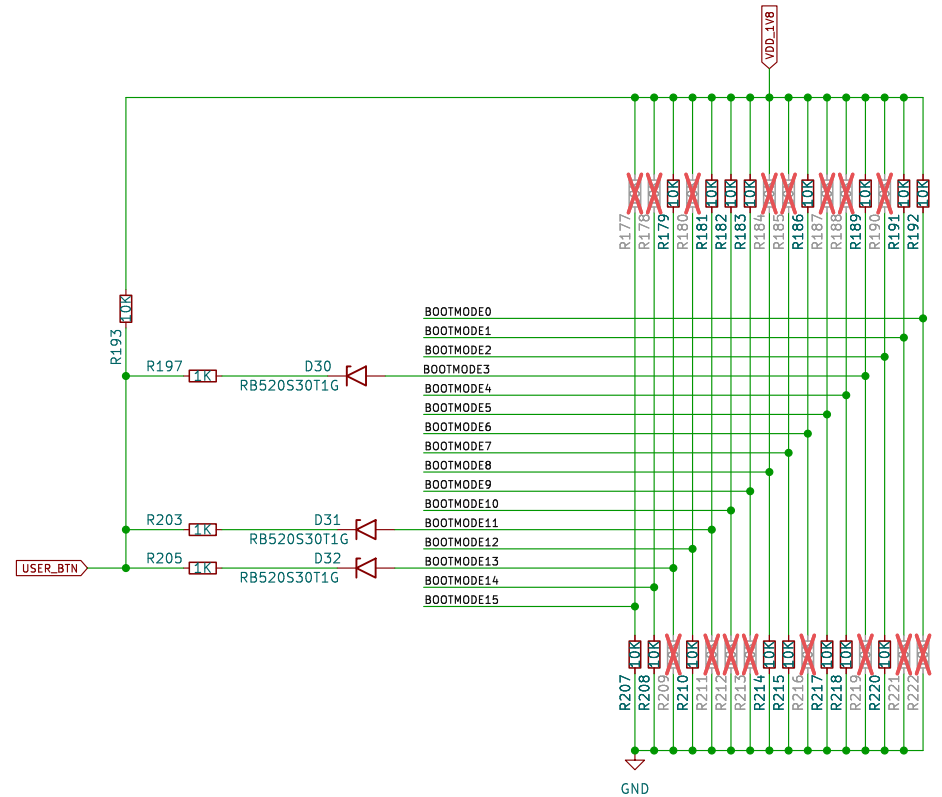 VDD_1V8
10K
10K
10K
10K
10K
10K
10K
10K
R177
R178
R179
R180
R181
R182
R183
R184
R185
R186
R187
R188
R189
R190
R191
R192
10K
R193
BOOTMODE0
BOOTMODE1
BOOTMODE2
BOOTMODE3
BOOTMODE4
BOOTMODE5
BOOTMODE6
BOOTMODE7
BOOTMODE8
BOOTMODE9
BOOTMODE10
BOOTMODE11
BOOTMODE12
BOOTMODE13
BOOTMODE14
BOOTMODE15
R197
1K
D30
RB520S30T1G
R203
1K
D31
RB520S30T1G
USER_BTN
R205
1K
D32
RB520S30T1G
10K
10K
10K
10K
10K
10K
10K
10K
R207
R208
R209
R210
R211
R212
R213
R214
R215
R216
R217
R218
R219
R220
R221
R222
GND